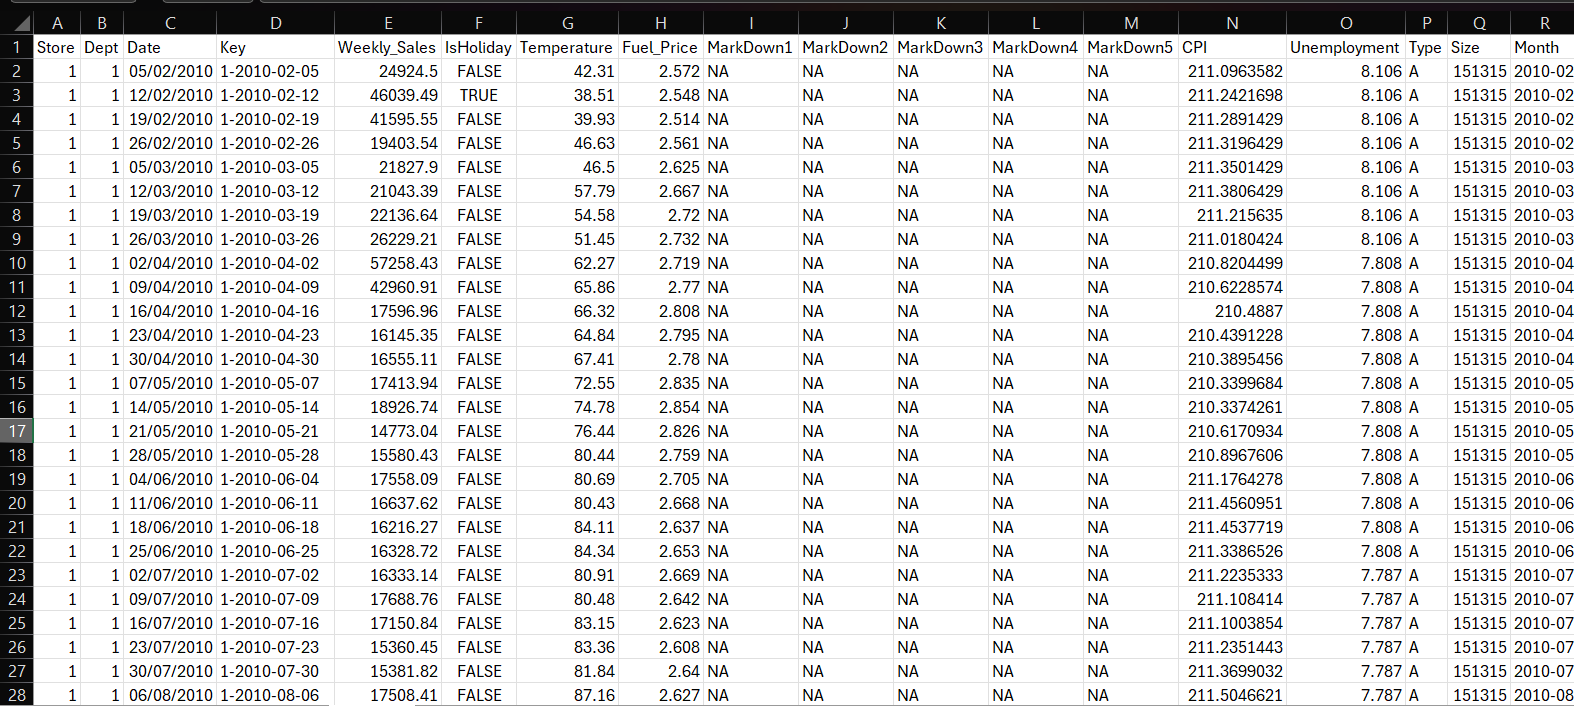 A B C D E F G H I J K L M N O P Q R
1 Store Dept Date Key Weekly_Sales IsHoliday Temperature Fuel_Price MarkDown1 MarkDown2 MarkDown3 MarkDown4 MarkDown5 CPI Unemployment Type Size Month
2 1 1 05/02/2010 1-2010-02-05 24924.5 FALSE 42.31 2.572 NA NA NA NA NA 211.0963582 8.106 A 151315 2010-02
3 1 1 12/02/2010 1-2010-02-12 46039.49 TRUE 38.51 2.548 NA NA NA NA NA 211.2421698 8.106 A 151315 2010-02
4 1 1 19/02/2010 1-2010-02-19 41595.55 FALSE 39.93 2.514 NA NA NA NA NA 211.2891429 8.106 A 151315 2010-02
5 1 1 26/02/2010 1-2010-02-26 19403.54 FALSE 46.63 2.561 NA NA NA NA NA 211.3196429 8.106 A 151315 2010-02
6 1 1 05/03/2010 1-2010-03-05 21827.9 FALSE 46.5 2.625 NA NA NA NA NA 211.3501429 8.106 A 151315 2010-03
7 1 1 12/03/2010 1-2010-03-12 21043.39 FALSE 57.79 2.667 NA NA NA NA NA 211.3806429 8.106 A 151315 2010-03
8 1 1 19/03/2010 1-2010-03-19 22136.64 FALSE 54.58 2.72 NA NA NA NA NA 211.215635 8.106 A 151315 2010-03
9 1 1 26/03/2010 1-2010-03-26 26229.21 FALSE 51.45 2.732 NA NA NA NA NA 211.0180424 8.106 A 151315 2010-03
10 1 1 02/04/2010 1-2010-04-02 57258.43 FALSE 62.27 2.719 NA NA NA NA NA 210.8204499 7.808 A 151315 2010-04
11 1 1 09/04/2010 1-2010-04-09 42960.91 FALSE 65.86 2.77 NA NA NA NA NA 210.6228574 7.808 A 151315 2010-04
12 1 1 16/04/2010 1-2010-04-16 17596.96 FALSE 66.32 2.808 NA NA NA NA NA 210.4887 7.808 A 151315 2010-04
13 1 1 23/04/2010 1-2010-04-23 16145.35 FALSE 64.84 2.795 NA NA NA NA NA 210.4391228 7.808 A 151315 2010-04
14 1 1 30/04/2010 1-2010-04-30 16555.11 FALSE 67.41 2.78 NA NA NA NA NA 210.3895456 7.808 A 151315 2010-04
15 1 1 07/05/2010 1-2010-05-07 17413.94 FALSE 72.55 2.835 NA NA NA NA NA 210.3399684 7.808 A 151315 2010-05
16 1 1 14/05/2010 1-2010-05-14 18926.74 FALSE 74.78 2.854 NA NA NA NA NA 210.3374261 7.808 A 151315 2010-05
17 1 1 21/05/2010 1-2010-05-21 14773.04 FALSE 76.44 2.826 NA NA NA NA NA 210.6170934 7.808 A 151315 2010-05
18 1 1 28/05/2010 1-2010-05-28 15580.43 FALSE 80.44 2.759 NA NA NA NA NA 210.8967606 7.808 A 151315 2010-05
19 1 1 04/06/2010 1-2010-06-04 17558.09 FALSE 80.69 2.705 NA NA NA NA NA 211.1764278 7.808 A 151315 2010-06
20 1 1 11/06/2010 1-2010-06-11 16637.62 FALSE 80.43 2.668 NA NA NA NA NA 211.4560951 7.808 A 151315 2010-06
21 1 1 18/06/2010 1-2010-06-18 16216.27 FALSE 84.11 2.637 NA NA NA NA NA 211.4537719 7.808 A 151315 2010-06
22 1 1 25/06/2010 1-2010-06-25 16328.72 FALSE 84.34 2.653 NA NA NA NA NA 211.3386526 7.808 A 151315 2010-06
23 1 1 02/07/2010 1-2010-07-02 16333.14 FALSE 80.91 2.669 NA NA NA NA NA 211.2235333 7.787 A 151315 2010-07
24 1 1 09/07/2010 1-2010-07-09 17688.76 FALSE 80.48 2.642 NA NA NA NA NA 211.108414 7.787 A 151315 2010-07
25 1 1 16/07/2010 1-2010-07-16 17150.84 FALSE 83.15 2.623 NA NA NA NA NA 211.1003854 7.787 A 151315 2010-07
26 1 1 23/07/2010 1-2010-07-23 15360.45 FALSE 83.36 2.608 NA NA NA NA NA 211.2351443 7.787 A 151315 2010-07
27 1 1 30/07/2010 1-2010-07-30 15381.82 FALSE 81.84 2.64 NA NA NA NA NA 211.3699032 7.787 A 151315 2010-07
28 1 1 06/08/2010 1-2010-08-06 17508.41 FALSE 87.16 2.627 NA NA NA NA NA 211.5046621 7.787 A 151315 2010-08